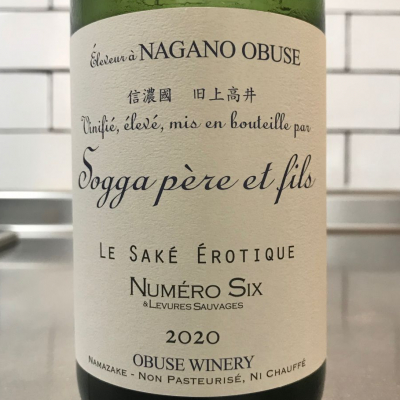 Éleveur à NAGANO OBUSE
信濃國 旧上高井
Vinifié, élevé, mis en bouteille par
Sogga père et fils
LE SAKÉ ÉROTIQUE
NUMÉRO SIX
& LEVURES SAUVAGES
2020
OBUSE WINERY
NAMAZAKE - NON PASTEURISÉ, NI CHAUFFÉ